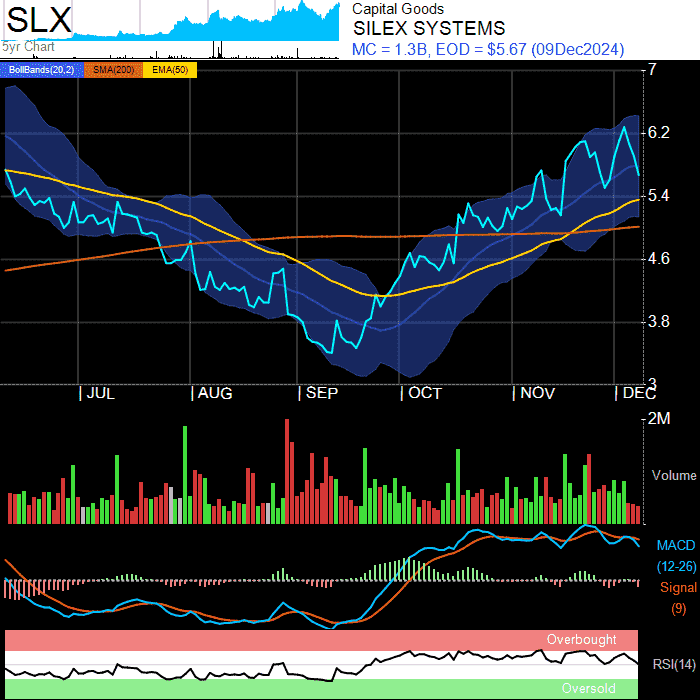 SLX
5yr Chart
Capital Goods
SILEX SYSTEMS
MC = 1.3B, EOD = $5.67 (09Dec2024)
BollBands(20,2) SMA(200) EMA(50)
7
6.2
5.4
4.6
3.8
3
JUL AUG SEP OCT NOV DEC
2M
Volume
MACD
(12-26)
Signal
(9)
Overbought
RSI(14)
Oversold